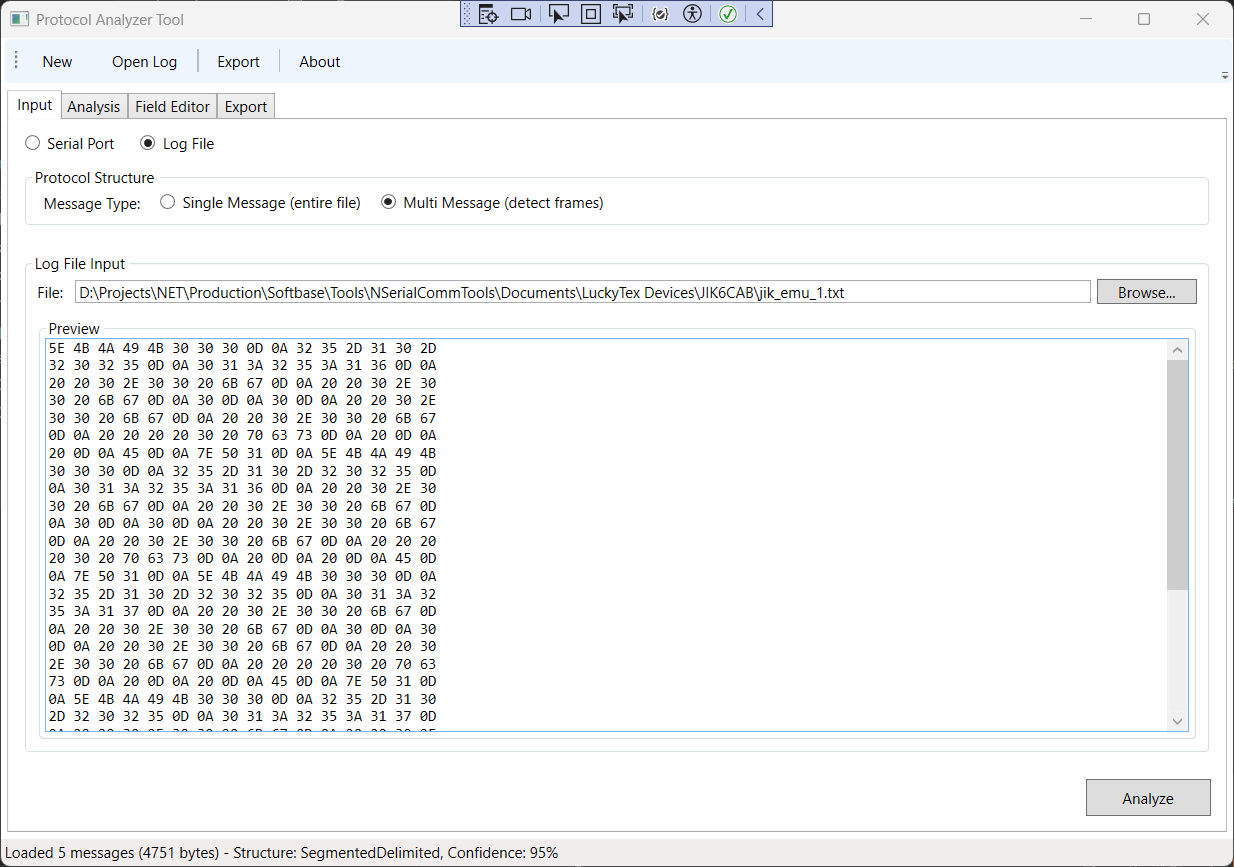 Protocol Analyzer Tool
New Open Log Export About
Input Analysis Field Editor Export
Serial Port Log File
Protocol Structure
Message Type: Single Message (entire file) Multi Message (detect frames)
Log File Input
File: D:\Projects\NET\Production\Softbase\Tools\NSerialCommTools\Documents\LuckyTex Devices\JIK6CAB\jik_emu_1.txt Browse...
Preview
5E 4B 4A 49 4B 30 30 30 0D 0A 32 35 2D 31 30 2D
32 30 32 35 0D 0A 30 31 3A 32 35 3A 31 36 0D 0A
20 20 30 2E 30 30 20 6B 67 0D 0A 20 20 30 2E 30
30 20 6B 67 0D 0A 30 0D 0A 30 0D 0A 20 20 30 2E
30 30 20 6B 67 0D 0A 20 20 30 2E 30 30 20 6B 67
0D 0A 20 20 20 20 30 20 70 63 73 0D 0A 20 0D 0A
20 0D 0A 45 0D 0A 7E 50 31 0D 0A 5E 4B 4A 49 4B
30 30 30 0D 0A 32 35 2D 31 30 2D 32 30 32 35 0D
0A 30 31 3A 32 35 3A 31 36 0D 0A 20 20 30 2E 30
30 20 6B 67 0D 0A 20 20 30 2E 30 30 20 6B 67 0D
0A 30 0D 0A 30 0D 0A 20 20 30 2E 30 30 20 6B 67
0D 0A 20 20 30 2E 30 30 20 6B 67 0D 0A 20 20 20
20 30 20 70 63 73 0D 0A 20 0D 0A 20 0D 0A 45 0D
0A 7E 50 31 0D 0A 5E 4B 4A 49 4B 30 30 30 0D 0A
32 35 2D 31 30 2D 32 30 32 35 0D 0A 30 31 3A 32
35 3A 31 37 0D 0A 20 20 30 2E 30 30 20 6B 67 0D
0A 20 20 30 2E 30 30 20 6B 67 0D 0A 30 0D 0A 30
0D 0A 20 20 30 2E 30 30 20 6B 67 0D 0A 20 20 30
2E 30 30 20 6B 67 0D 0A 20 20 20 20 30 20 70 63
73 0D 0A 20 0D 0A 20 0D 0A 45 0D 0A 7E 50 31 0D
0A 5E 4B 4A 49 4B 30 30 30 0D 0A 32 35 2D 31 30
2D 32 30 32 35 0D 0A 30 31 3A 32 35 3A 31 37 0D
Analyze
Loaded 5 messages (4751 bytes) - Structure: SegmentedDelimited, Confidence: 95%